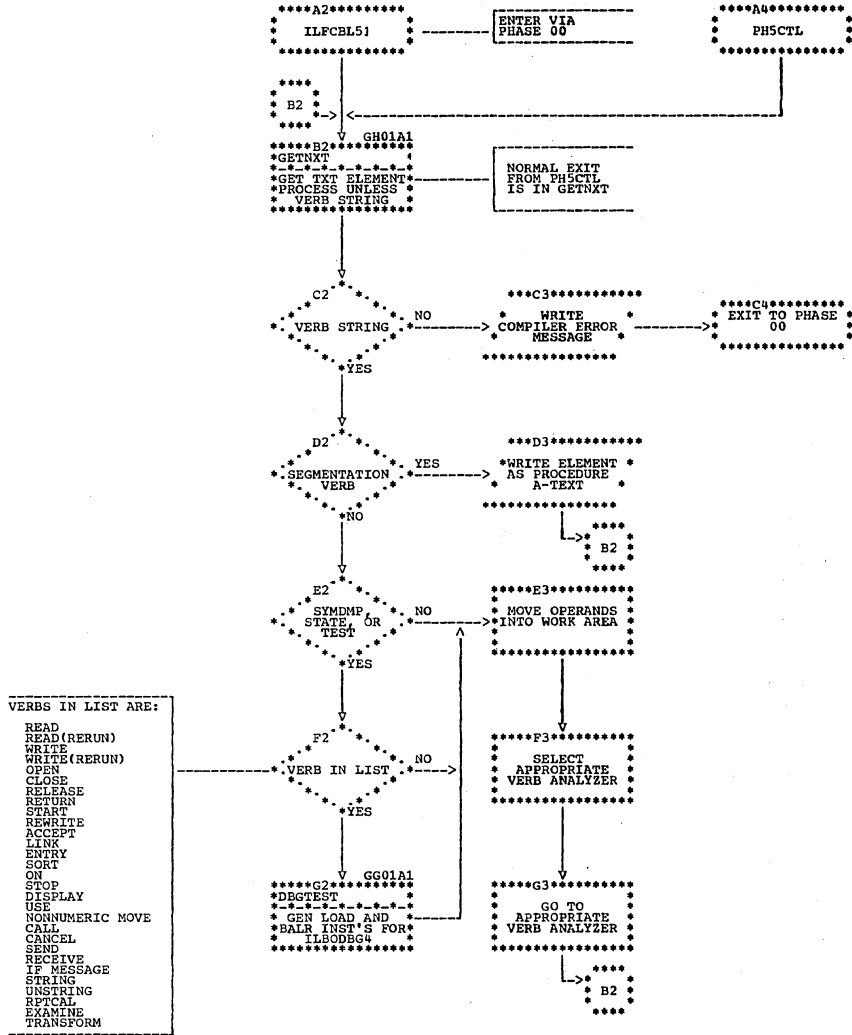 A2
ILFCBL51
ENTER VIA
PHASE 00
A4
PH5CTL
B2
GH01A1
B2
GETNXT
GET TXT ELEMENT
PROCESS UNLESS
VERB STRING
NORMAL EXIT
FROM PH5CTL
IS IN GETNXT
C2
VERB STRING
NO
YES
C3
WRITE
COMPILER ERROR
MESSAGE
C4
EXIT TO PHASE
00
D2
SEGMENTATION
VERB
YES
NO
D3
WRITE ELEMENT
AS PROCEDURE
A-TEXT
B2
E2
SYMDMP,
STATE, OR
TEST
NO
YES
E3
MOVE OPERANDS
INTO WORK AREA
VERBS IN LIST ARE:
READ
READ(RERUN)
WRITE
WRITE(RERUN)
OPEN
CLOSE
RELEASE
RETURN
START
REWRITE
ACCEPT
LINK
ENTRY
SORT
ON
STOP
DISPLAY
USE
NONNUMERIC MOVE
CALL
CANCEL
SEND
RECEIVE
IF MESSAGE
STRING
UNSTRING
RPTCAL
EXAMINE
TRANSFORM
F2
VERB IN LIST
NO
YES
F3
SELECT
APPROPRIATE
VERB ANALYZER
GG01A1
G2
DBGTEST
GEN LOAD AND
BALR INST'S FOR
ILBODBG4
G3
GO TO
APPROPRIATE
VERB ANALYZER
B2